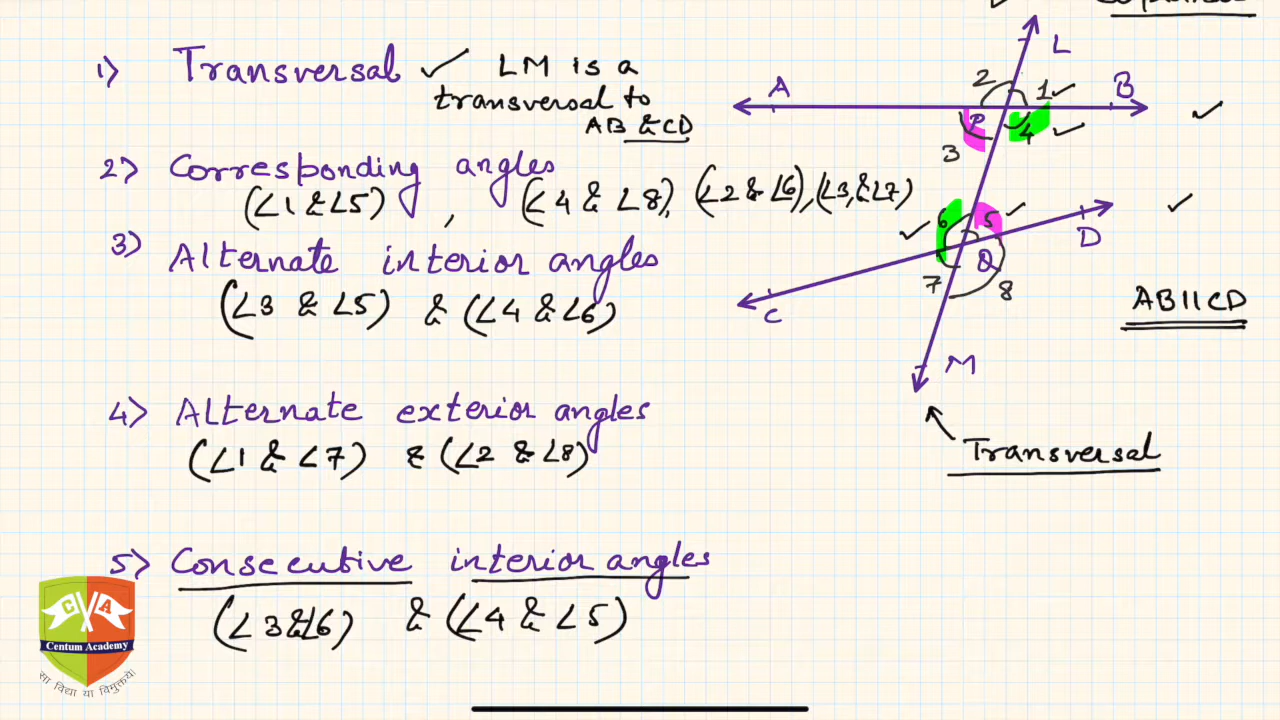 1) Transversal ✓ LM is a
transversal to
AB & CD
2) Corresponding angles
(∠1 & ∠5), (∠4 & ∠8), (∠2 & ∠6), (∠3, & ∠7)
3) Alternate interior angles
(∠3 & ∠5) & (∠4 & ∠6)
4) Alternate exterior angles
(∠1 & ∠7) & (∠2 & ∠8)
5) Consecutive interior angles
(∠3 & ∠6) & (∠4 & ∠5)
L
A
2
1
B
P
4
3
6
5
D
Q
7
8
C
M
AB||CD
Transversal
C A
Centum Academy
सा विद्या या विमुक्तये।